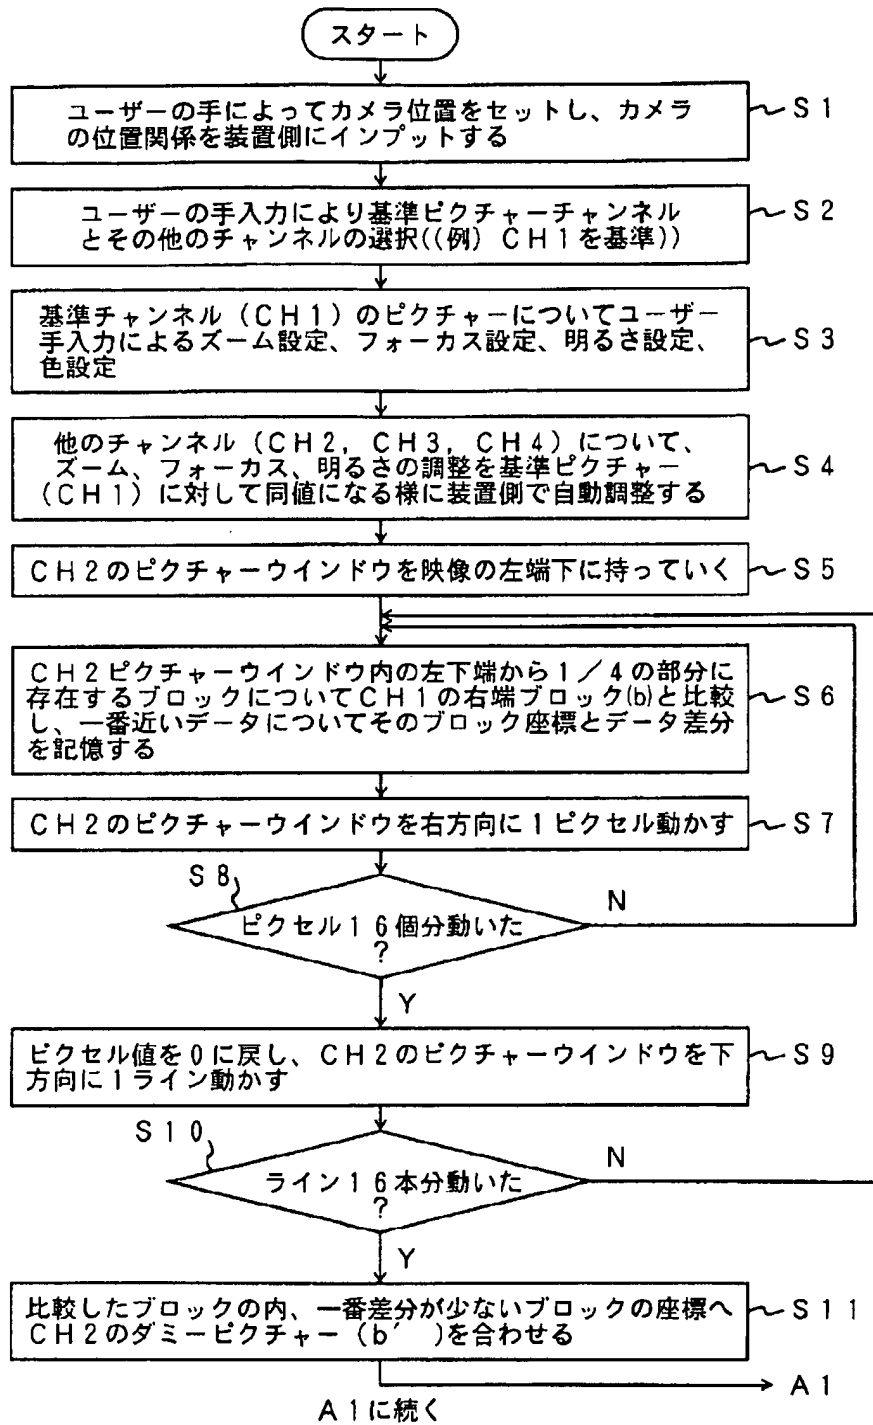 スタート
ユーザーの手によってカメラ位置をセットし、カメラ
の位置関係を装置側にインプットする
S1
ユーザーの手入力により基準ピクチャーチャンネル
とその他のチャンネルの選択((例) CH1を基準))
S2
基準チャンネル(CH1)のピクチャーについてユーザー
手入力によるズーム設定、フォーカス設定、明るさ設定、
色設定
S3
他のチャンネル(CH2, CH3, CH4)について、
ズーム、フォーカス、明るさの調整を基準ピクチャー
(CH1)に対して同値になる様に装置側で自動調整する
S4
CH2のピクチャーウインドウを映像の左端下に持っていく
S5
CH2ピクチャーウインドウ内の左下端から1/4の部分に
存在するブロックについてCH1の右端ブロック(b)と比較
し、一番近いデータについてそのブロック座標とデータ差分
を記憶する
S6
CH2のピクチャーウインドウを右方向に1ピクセル動かす
S7
S8
ピクセル16個分動いた
?
N
Y
ピクセル値を0に戻し、CH2のピクチャーウインドウを下
方向に1ライン動かす
S9
S10
ライン16本分動いた
?
N
Y
比較したブロックの内、一番差分が少ないブロックの座標へ
CH2のダミーピクチャー(b′)を合わせる
S11
A1
A1に続く